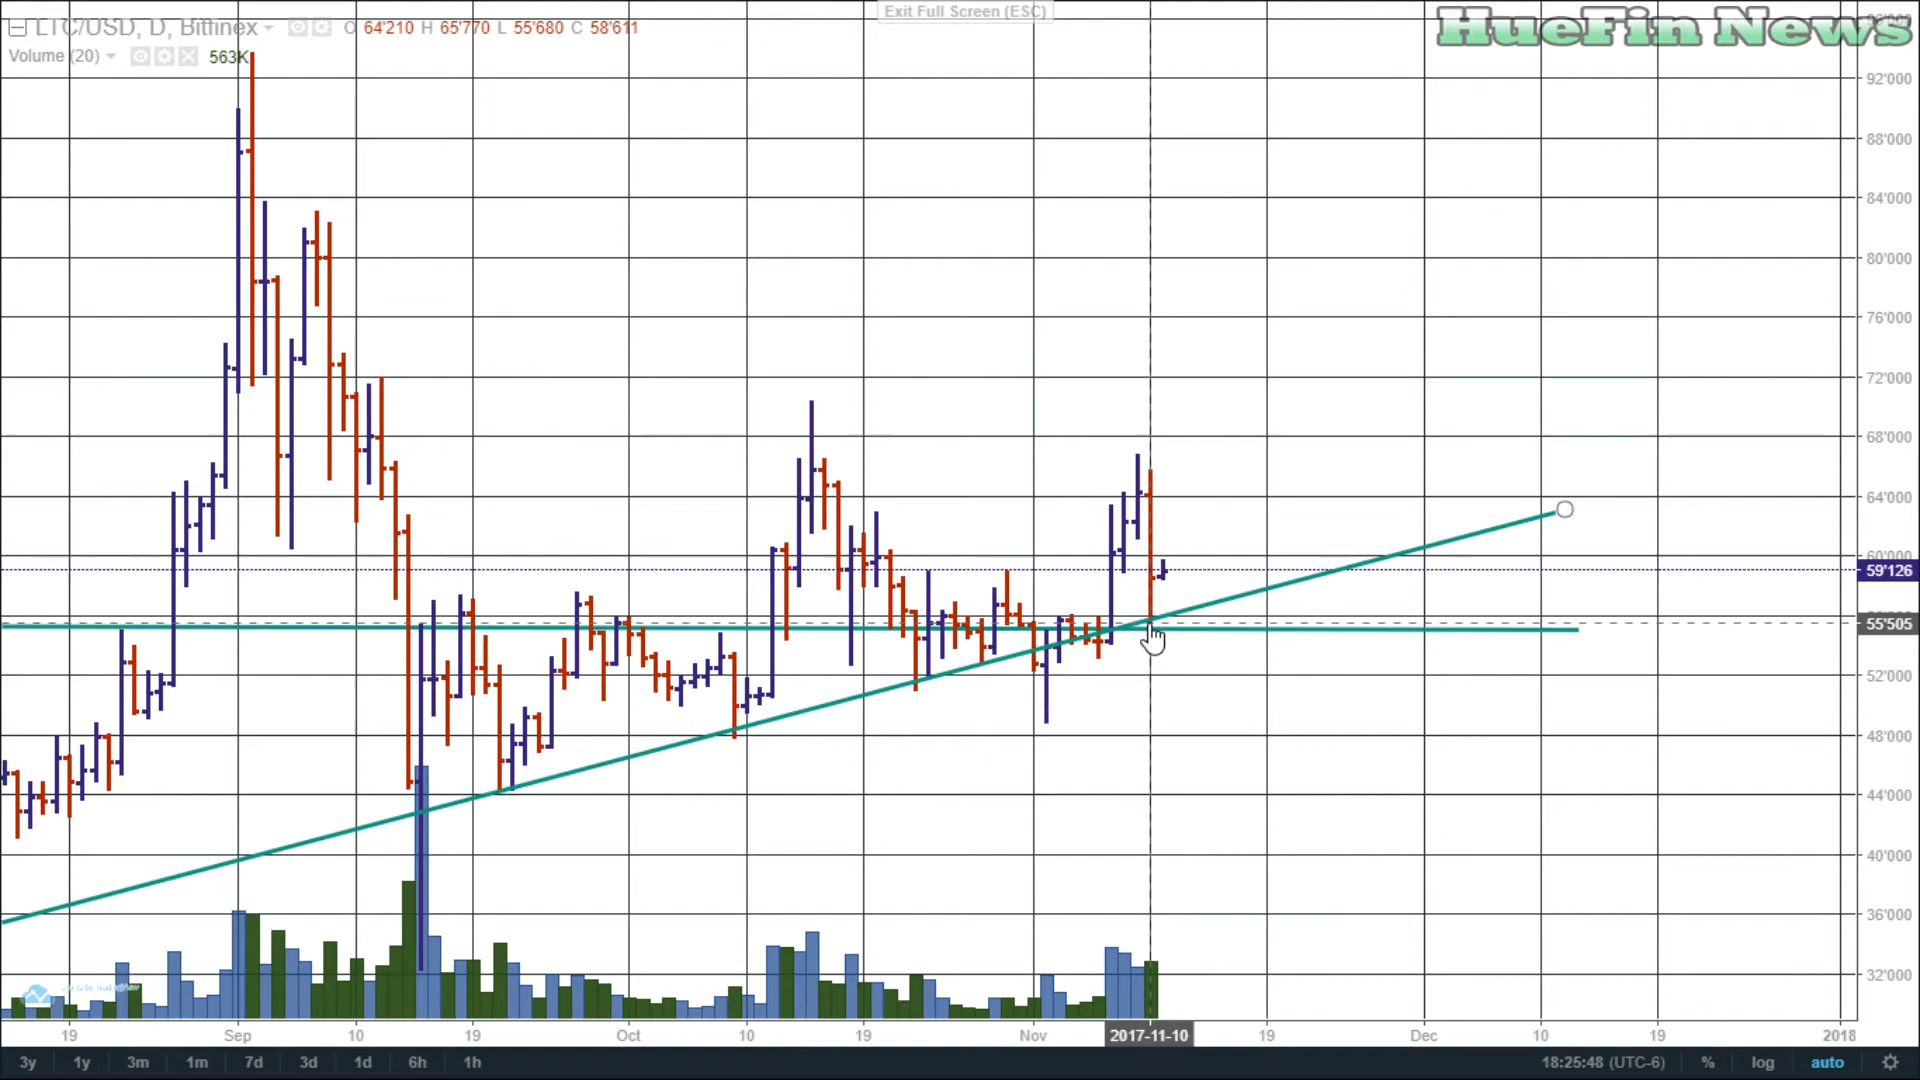 Exit Full Screen (ESC)
HueFin News
LTC/USD, D, Bitfinex O 64'210 H 65'770 L 55'680 C 58'611
Volume (20) 563K
92'000
88'000
84'000
80'000
76'000
72'000
68'000
64'000
60'000
59'126
55'505
52'000
48'000
44'000
40'000
36'000
32'000
19 Sep 10 19 Oct 10 19 Nov 2017-11-10 19 Dec 10 19 2018
3y 1y 3m 1m 7d 3d 1d 6h 1h 18:25:48 (UTC-6) % log auto